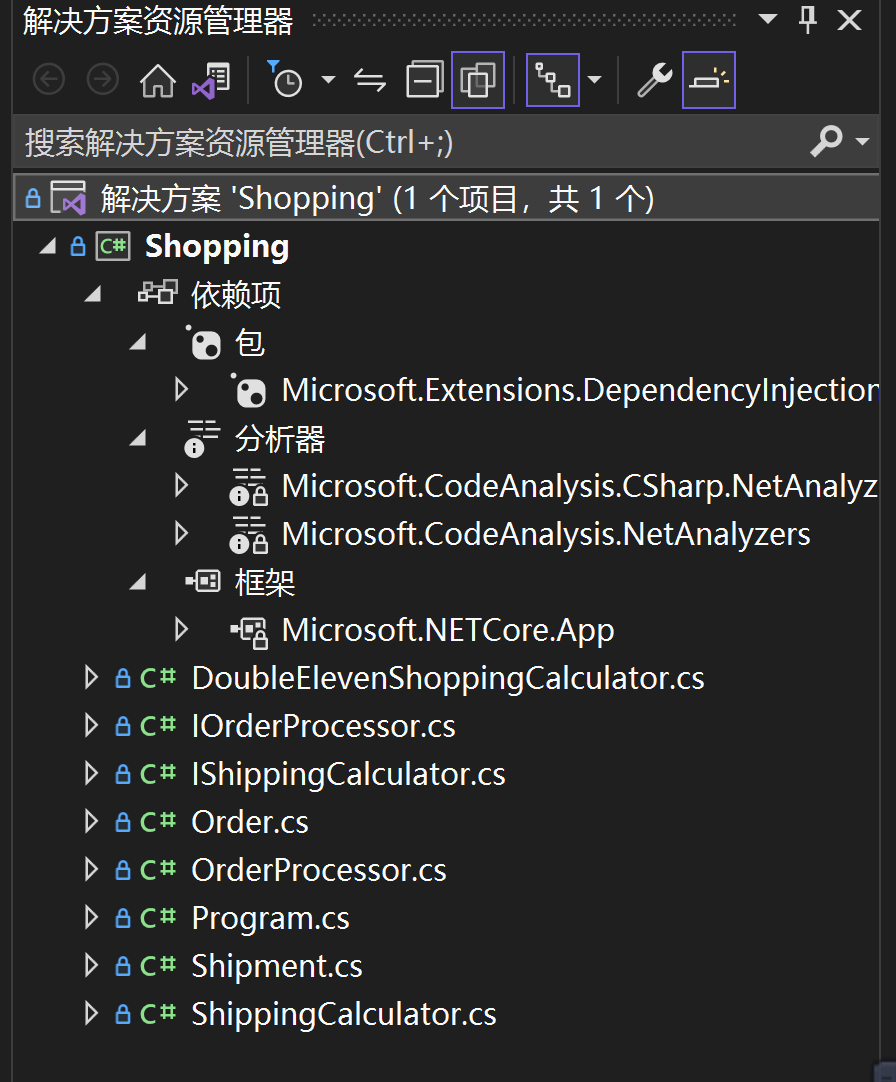 解决方案资源管理器
搜索解决方案资源管理器(Ctrl+;)
解决方案 'Shopping' (1 个项目，共 1 个)
C# Shopping
依赖项
包
Microsoft.Extensions.DependencyInjection
分析器
Microsoft.CodeAnalysis.CSharp.NetAnalyz
Microsoft.CodeAnalysis.NetAnalyzers
框架
Microsoft.NETCore.App
C# DoubleElevenShoppingCalculator.cs
C# IOrderProcessor.cs
C# IShippingCalculator.cs
C# Order.cs
C# OrderProcessor.cs
C# Program.cs
C# Shipment.cs
C# ShippingCalculator.cs